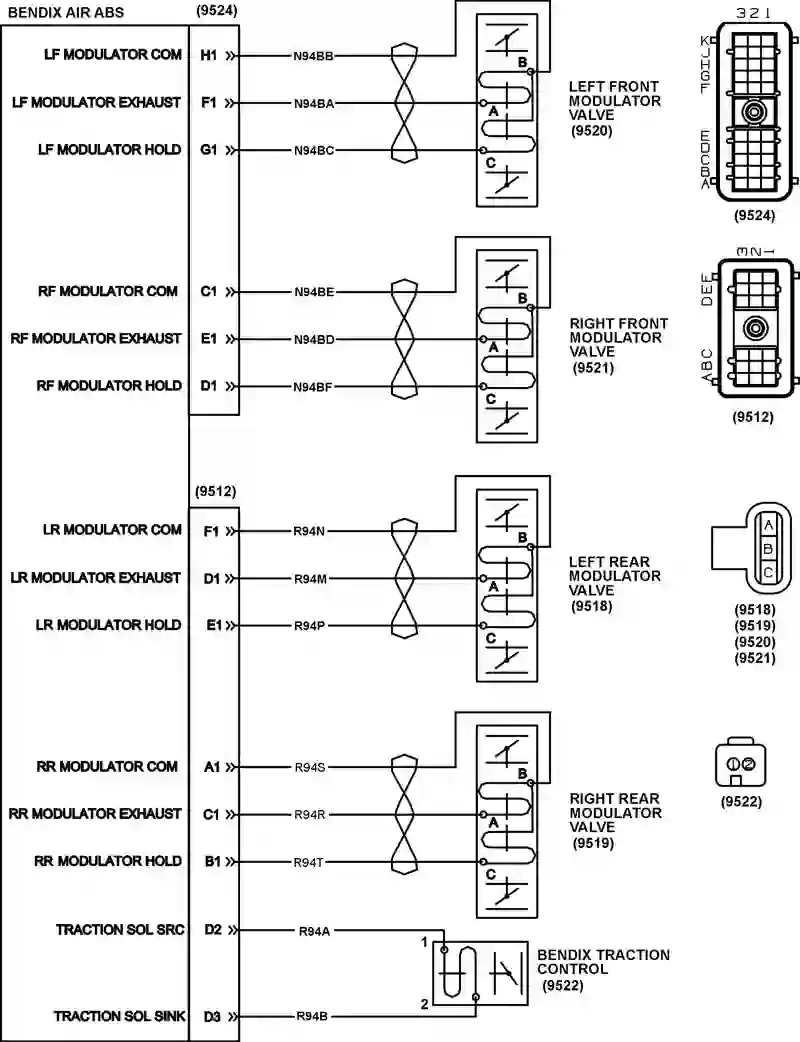 BENDIX AIR ABS
(9524)
LF MODULATOR COM H1 N94BB
LF MODULATOR EXHAUST F1 N94BA
LF MODULATOR HOLD G1 N94BC
B
A
C
LEFT FRONT
MODULATOR
VALVE
(9520)
3 2 1
K
J
H
G
F
E
D
C
B
A
(9524)
RF MODULATOR COM C1 N94BE
RF MODULATOR EXHAUST E1 N94BD
RF MODULATOR HOLD D1 N94BF
B
A
C
RIGHT FRONT
MODULATOR
VALVE
(9521)
3 2 1
D E F
A B C
(9512)
(9512)
LR MODULATOR COM F1 R94N
LR MODULATOR EXHAUST D1 R94M
LR MODULATOR HOLD E1 R94P
B
A
C
LEFT REAR
MODULATOR
VALVE
(9518)
A
B
C
(9518)
(9519)
(9520)
(9521)
RR MODULATOR COM A1 R94S
RR MODULATOR EXHAUST C1 R94R
RR MODULATOR HOLD B1 R94T
B
A
C
RIGHT REAR
MODULATOR
VALVE
(9519)
1 2
(9522)
TRACTION SOL SRC D2 R94A
1
2
BENDIX TRACTION
CONTROL
(9522)
TRACTION SOL SINK D3 R94B